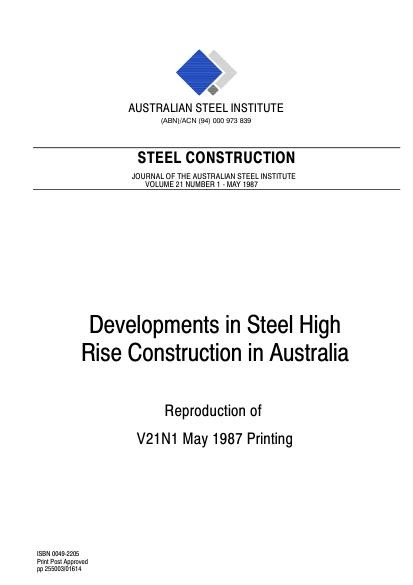 AUSTRALIAN STEEL INSTITUTE
(ABN)/ACN (94) 000 973 839
STEEL CONSTRUCTION
JOURNAL OF THE AUSTRALIAN STEEL INSTITUTE
VOLUME 21 NUMBER 1 - MAY 1987
Developments in Steel High
Rise Construction in Australia
Reproduction of
V21N1 May 1987 Printing
ISBN 0049-2205
Print Post Approved
pp 255003/01614